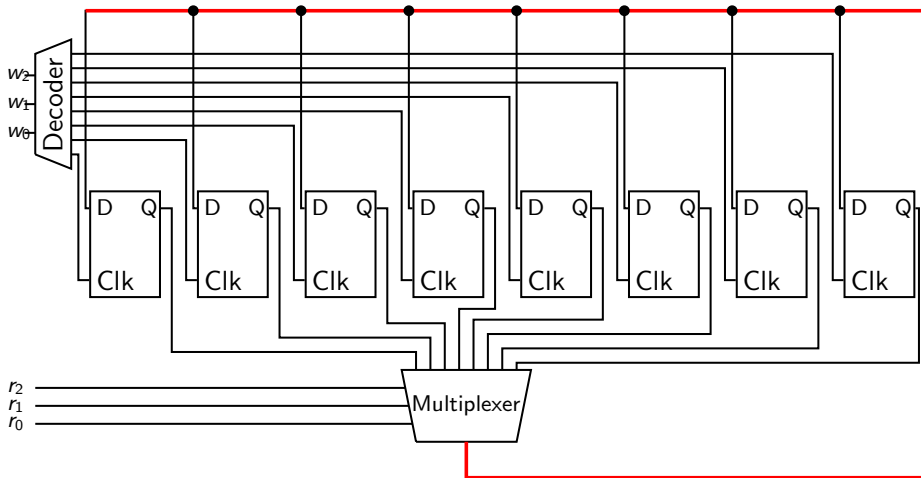 w2
w1
w0
Decoder
D Q D Q D Q D Q D Q D Q D Q D Q
Clk Clk Clk Clk Clk Clk Clk Clk
r2
r1
r0
Multiplexer